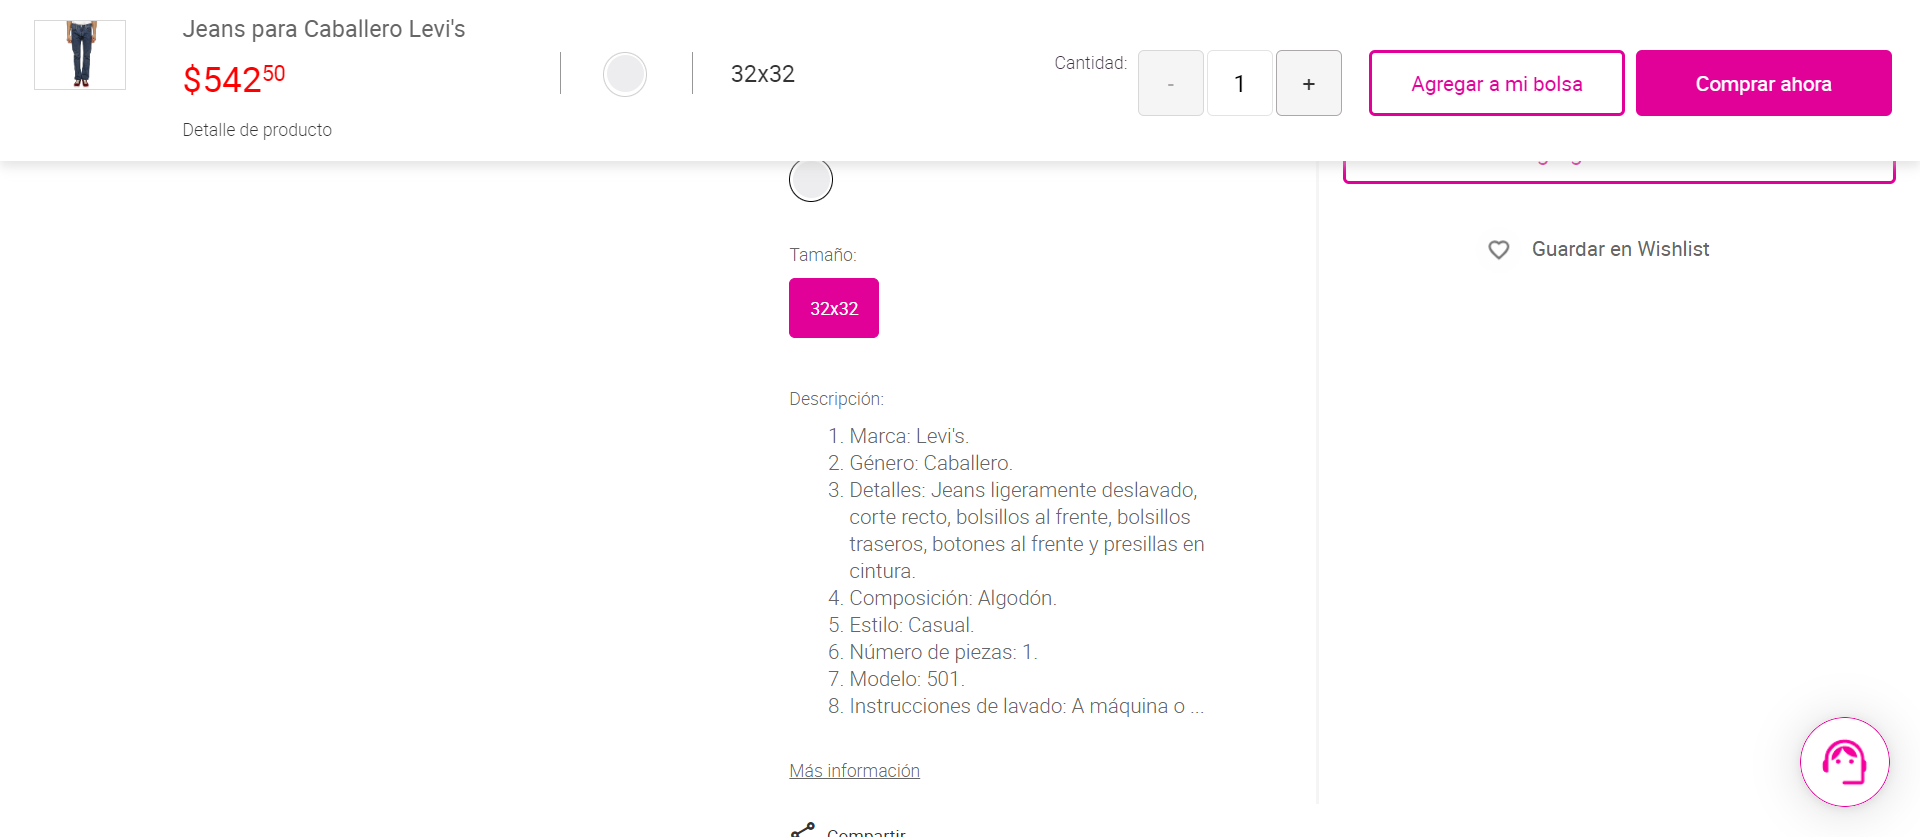 Jeans para Caballero Levi's
$54250
Detalle de producto
32x32
Cantidad:
-
1
+
Agregar a mi bolsa
Comprar ahora
Tamaño:
32x32
Guardar en Wishlist
Descripción:
1. Marca: Levi's.
2. Género: Caballero.
3. Detalles: Jeans ligeramente deslavado,
corte recto, bolsillos al frente, bolsillos
traseros, botones al frente y presillas en
cintura.
4. Composición: Algodón.
5. Estilo: Casual.
6. Número de piezas: 1.
7. Modelo: 501.
8. Instrucciones de lavado: A máquina o ...
Más información
Compartir